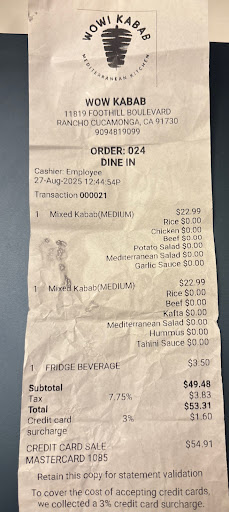 WOWI KABAB
MEDITERRANEAN KITCHEN
WOW KABAB
11819 FOOTHILL BOULEVARD
RANCHO CUCAMONGA, CA 91730
9094819099
ORDER: 024
DINE IN
Cashier: Employee
27-Aug-2025 12:44:54P
Transaction 000021
1 Mixed Kabab(MEDIUM) $22.99
Rice $0.00
Chicken $0.00
Beef $0.00
Potato Salad $0.00
Mediterranean Salad $0.00
Garlic Sauce $0.00
1 Mixed Kabab(MEDIUM) $22.99
Rice $0.00
Beef $0.00
Kafta $0.00
Mediterranean Salad $0.00
Hummus $0.00
Tahini Sauce $0.00
1 FRIDGE BEVERAGE $3.50
Subtotal $49.48
Tax 7.75% $3.83
Total $53.31
Credit card 3% $1.60
surcharge
CREDIT CARD SALE $54.91
MASTERCARD 1085
Retain this copy for statement validation
To cover the cost of accepting credit cards,
we collected a 3% credit card surcharge.